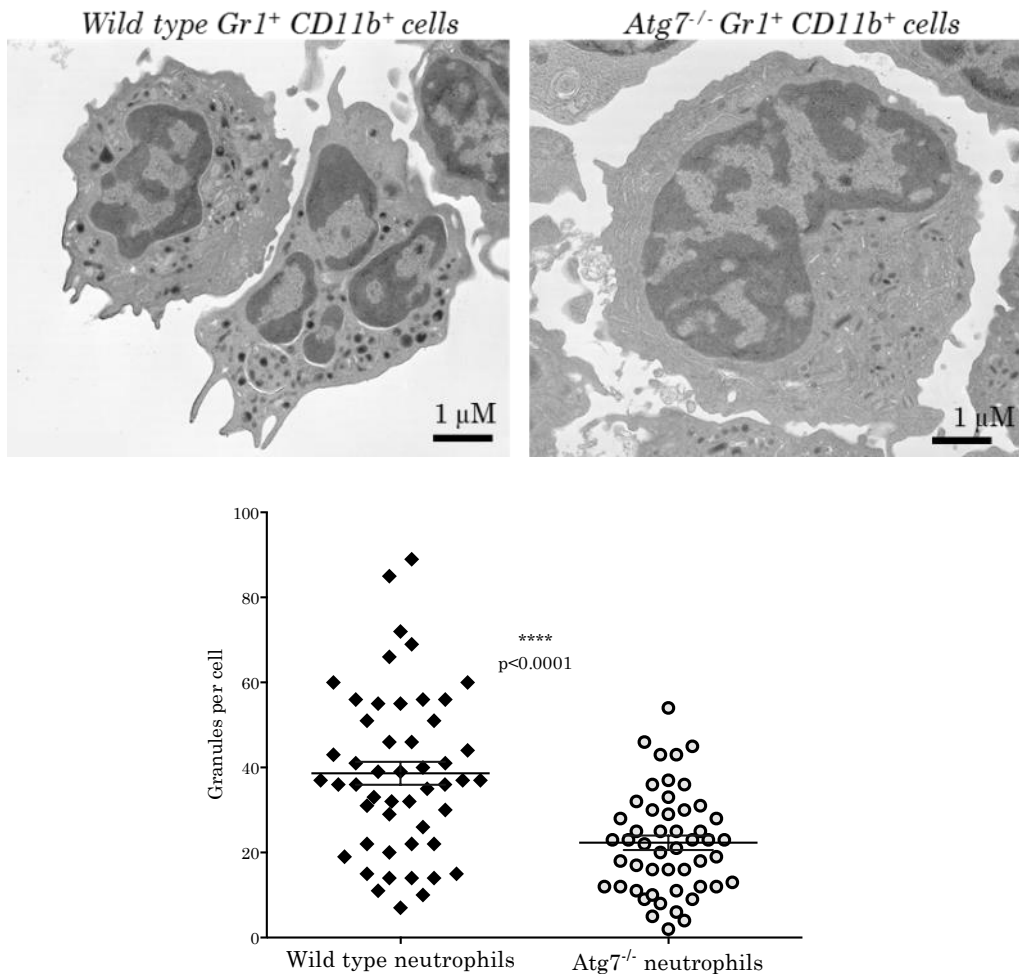 Wild type Gr1⁺ CD11b⁺ cells
Atg7⁻/⁻ Gr1⁺ CD11b⁺ cells
1 μM
1 μM
100
80
60
40
20
0
Granules per cell
****
p<0.0001
Wild type neutrophils
Atg7⁻/⁻ neutrophils